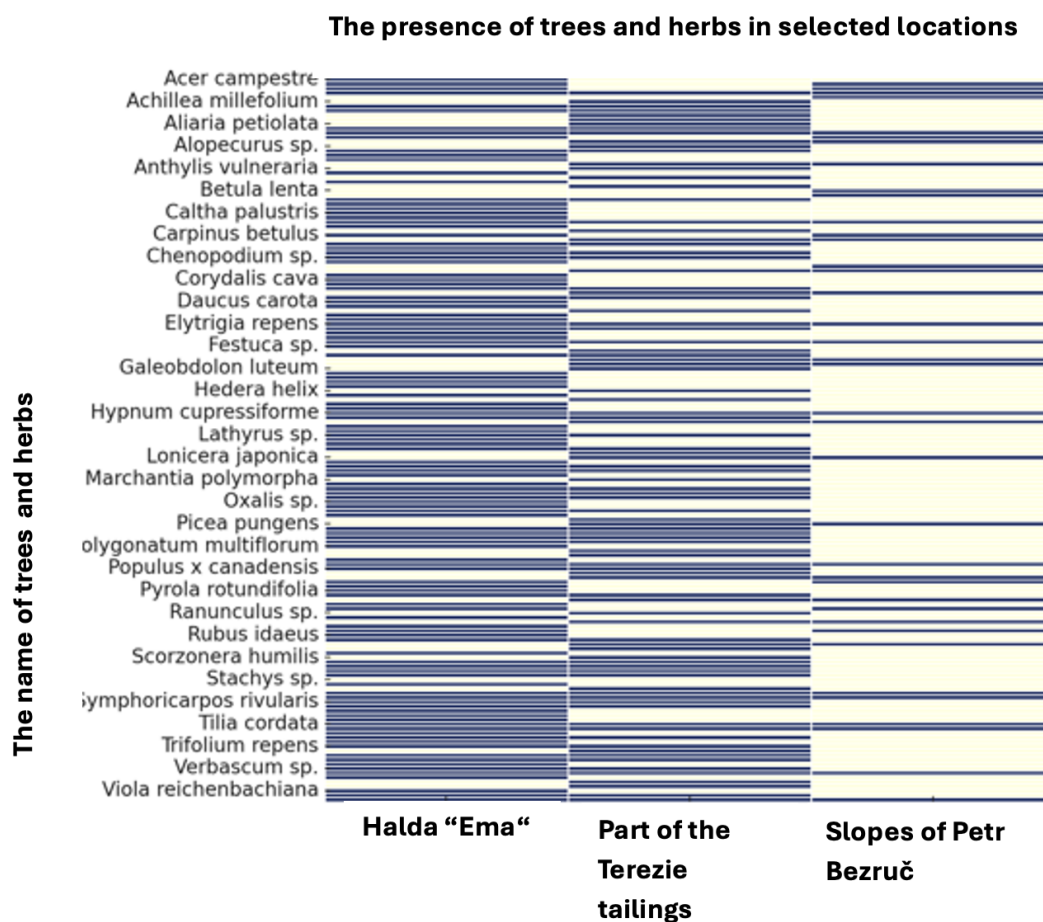 The presence of trees and herbs in selected locations
The name of trees and herbs
Acer campestre
Achillea millefolium
Aliaria petiolata
Alopecurus sp.
Anthylis vulneraria
Betula lenta
Caltha palustris
Carpinus betulus
Chenopodium sp.
Corydalis cava
Daucus carota
Elytrigia repens
Festuca sp.
Galeobdolon luteum
Hedera helix
Hypnum cupressiforme
Lathyrus sp.
Lonicera japonica
Marchantia polymorpha
Oxalis sp.
Picea pungens
olygonatum multiflorum
Populus x canadensis
Pyrola rotundifolia
Ranunculus sp.
Rubus idaeus
Scorzonera humilis
Stachys sp.
Symphoricarpos rivularis
Tilia cordata
Trifolium repens
Verbascum sp.
Viola reichenbachiana
Halda “Ema“
Part of the
Terezie
tailings
Slopes of Petr
Bezruč